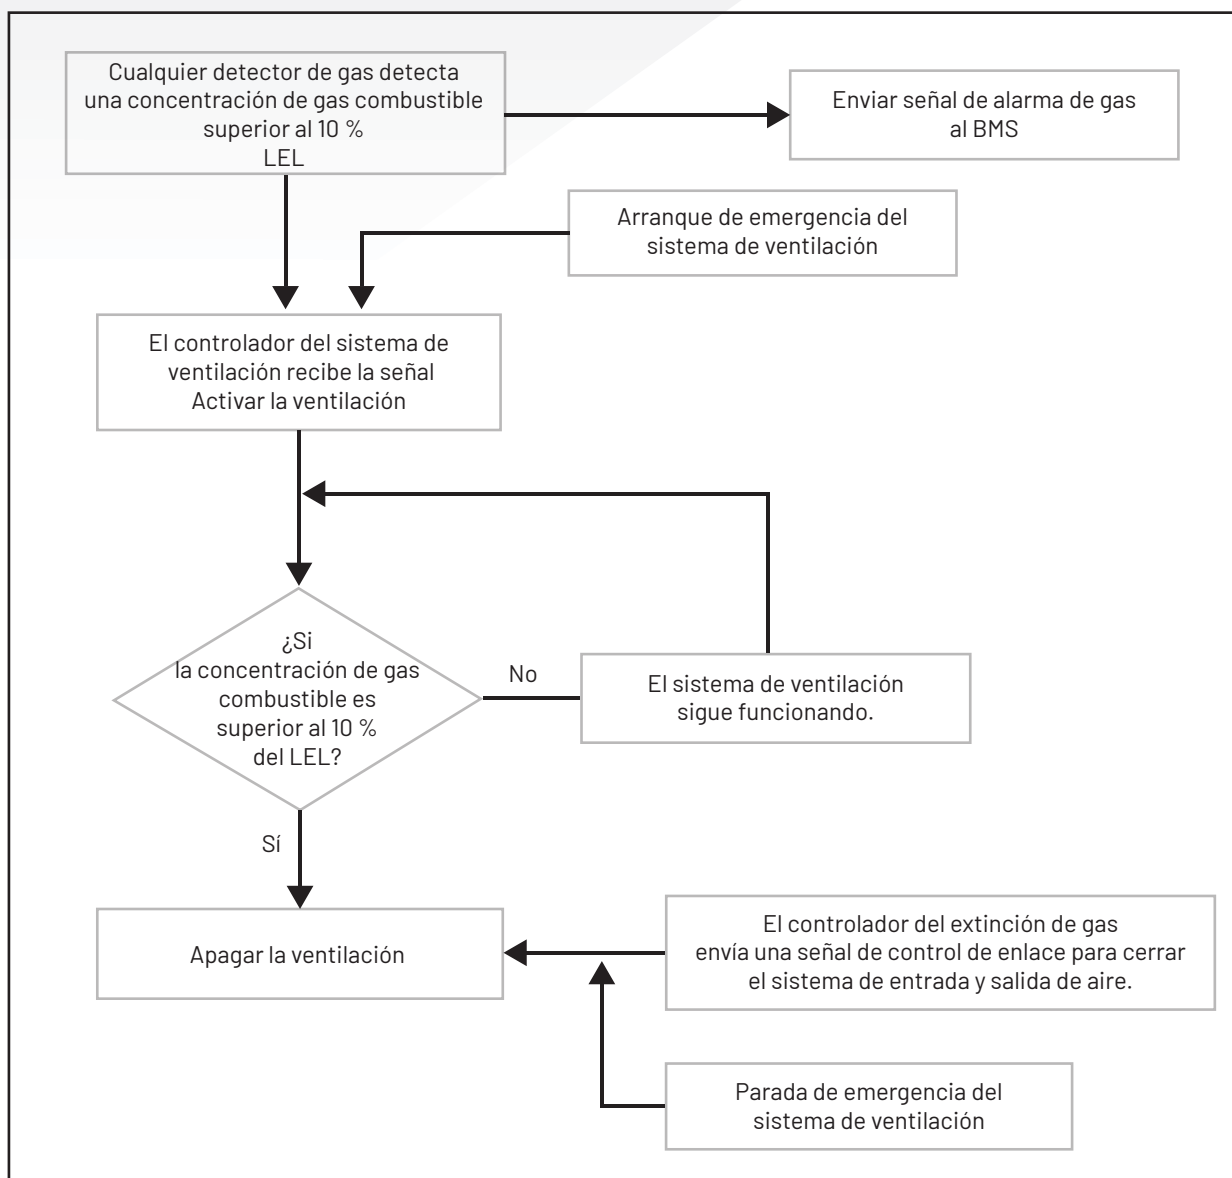 Cualquier detector de gas detecta
una concentración de gas combustible
superior al 10 %
LEL
Enviar señal de alarma de gas
al BMS
Arranque de emergencia del
sistema de ventilación
El controlador del sistema de
ventilación recibe la señal
Activar la ventilación
¿Si
la concentración de gas
combustible es
superior al 10 %
del LEL?
No
El sistema de ventilación
sigue funcionando.
Sí
Apagar la ventilación
El controlador del extinción de gas
envía una señal de control de enlace para cerrar
el sistema de entrada y salida de aire.
Parada de emergencia del
sistema de ventilación